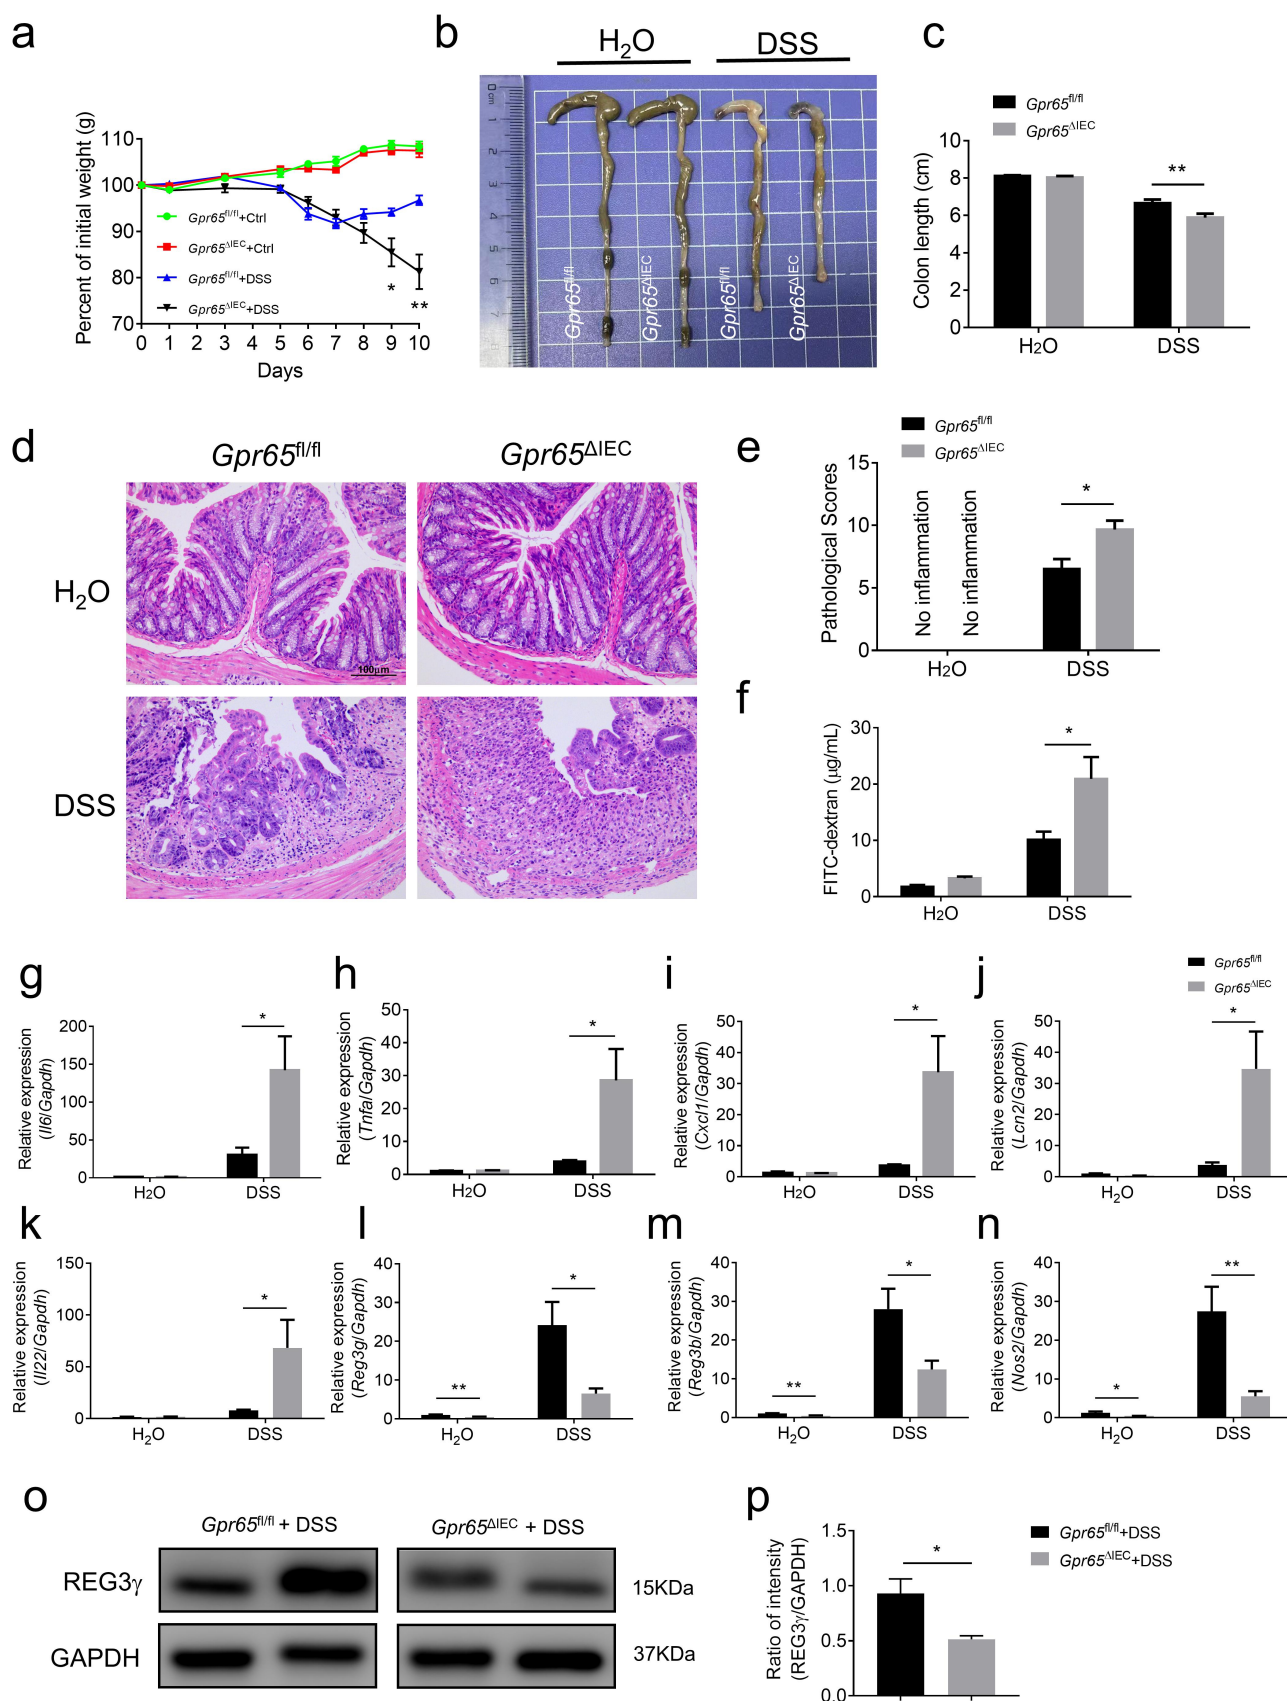 a
Percent of initial weight (g)
110
100
90
80
70
Gpr65fl/fl+Ctrl
Gpr65ΔIEC+Ctrl
Gpr65fl/fl+DSS
Gpr65ΔIEC+DSS
*
**
0 1 2 3 4 5 6 7 8 9 10
Days
b
H2O DSS
0 cm 1 2 3 4 5 6 7
Gpr65fl/fl
Gpr65ΔIEC
Gpr65fl/fl
Gpr65ΔIEC
c
Gpr65fl/fl
Gpr65ΔIEC
Colon length (cm)
10
8
6
4
2
0
**
H2O DSS
d
Gpr65fl/fl Gpr65ΔIEC
H2O
100μm
DSS
e
Gpr65fl/fl
Gpr65ΔIEC
Pathological Scores
15
10
5
0
No inflammation
No inflammation
*
H2O DSS
f
FITC-dextran (μg/mL)
30
20
10
0
*
H2O DSS
g
Relative expression
(Il6/Gapdh)
200
150
100
50
0
*
H2O DSS
h
Relative expression
(Tnfa/Gapdh)
50
40
30
20
10
0
*
H2O DSS
i
Relative expression
(Cxcl1/Gapdh)
50
40
30
20
10
0
*
H2O DSS
j
Gpr65fl/fl
Gpr65ΔIEC
Relative expression
(Lcn2/Gapdh)
50
40
30
20
10
0
*
H2O DSS
k
Relative expression
(Il22/Gapdh)
150
100
50
0
*
H2O DSS
l
Relative expression
(Reg3g/Gapdh)
40
30
20
10
0
**
*
H2O DSS
m
Relative expression
(Reg3b/Gapdh)
40
30
20
10
0
**
*
H2O DSS
n
Relative expression
(Nos2/Gapdh)
40
30
20
10
0
*
**
H2O DSS
o
Gpr65fl/fl + DSS Gpr65ΔIEC + DSS
REG3γ 15KDa
GAPDH 37KDa
p
Ratio of intensity
(REG3γ/GAPDH)
1.5
1.0
0.5
0.0
*
Gpr65fl/fl+DSS
Gpr65ΔIEC+DSS